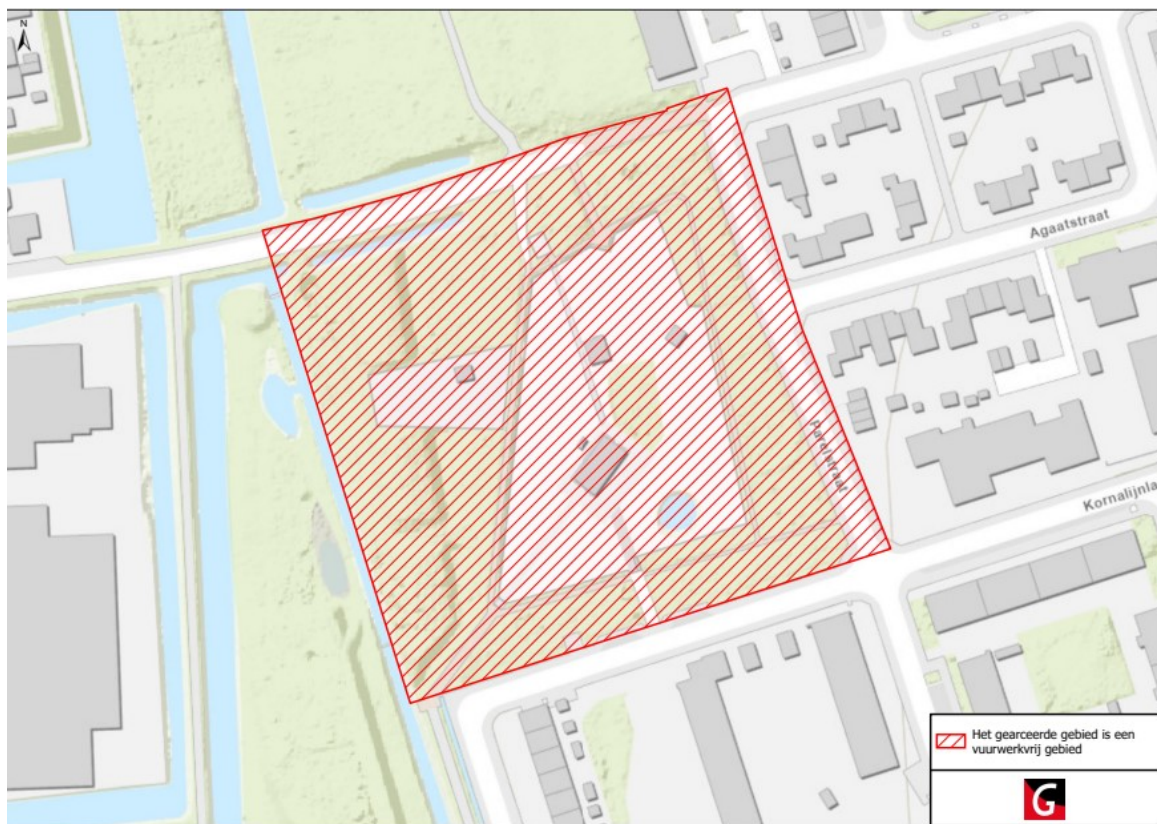 N
Agaatstraat
Parelstraat
Kornalijnla
Het gearceerde gebied is een
vuurwerkvrij gebied
G